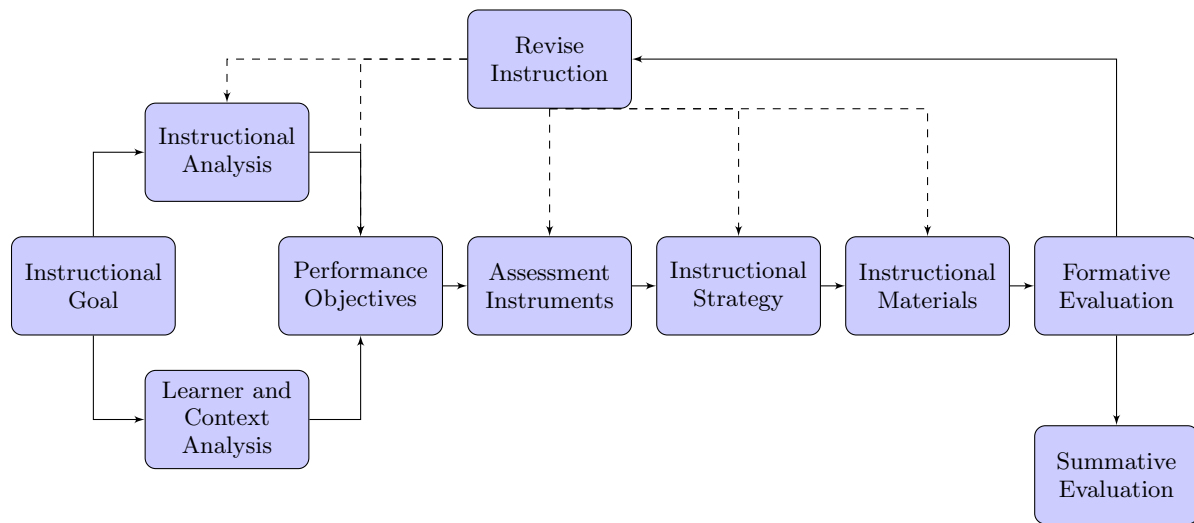 Revise
Instruction
Instructional
Analysis
Instructional
Goal
Performance
Objectives
Assessment
Instruments
Instructional
Strategy
Instructional
Materials
Formative
Evaluation
Learner and
Context
Analysis
Summative
Evaluation